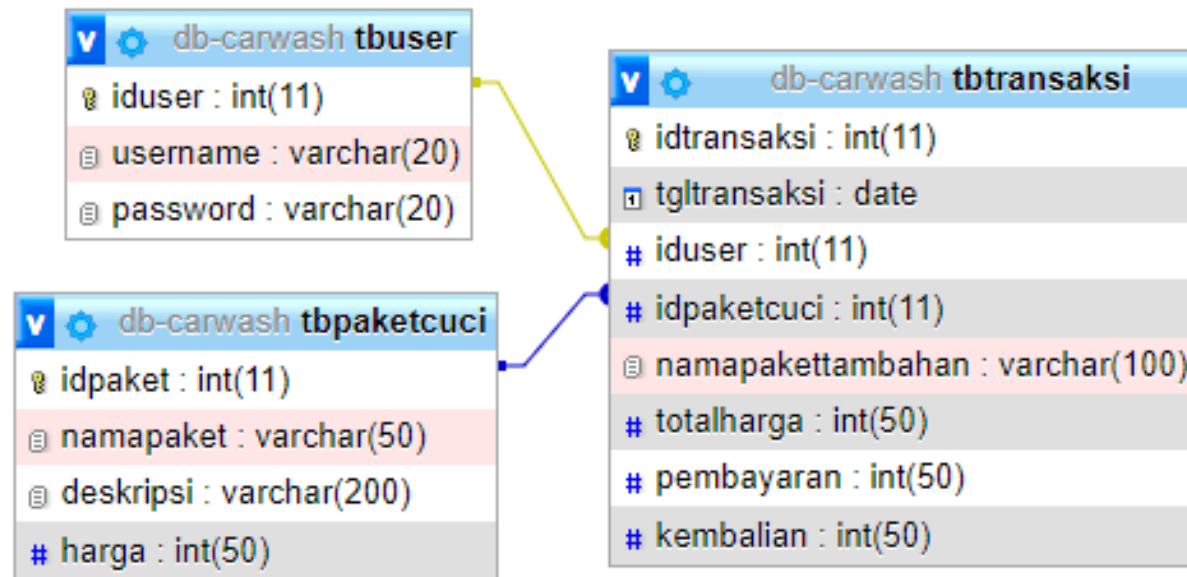 db-carwash tbuser
iduser : int(11)
username : varchar(20)
password : varchar(20)
db-carwash tbpaketcuci
idpaket : int(11)
namapaket : varchar(50)
deskripsi : varchar(200)
harga : int(50)
db-carwash tbtransaksi
idtransaksi : int(11)
tgltransaksi : date
iduser : int(11)
idpaketcuci : int(11)
namapakettambahan : varchar(100)
totalharga : int(50)
pembayaran : int(50)
kembalian : int(50)